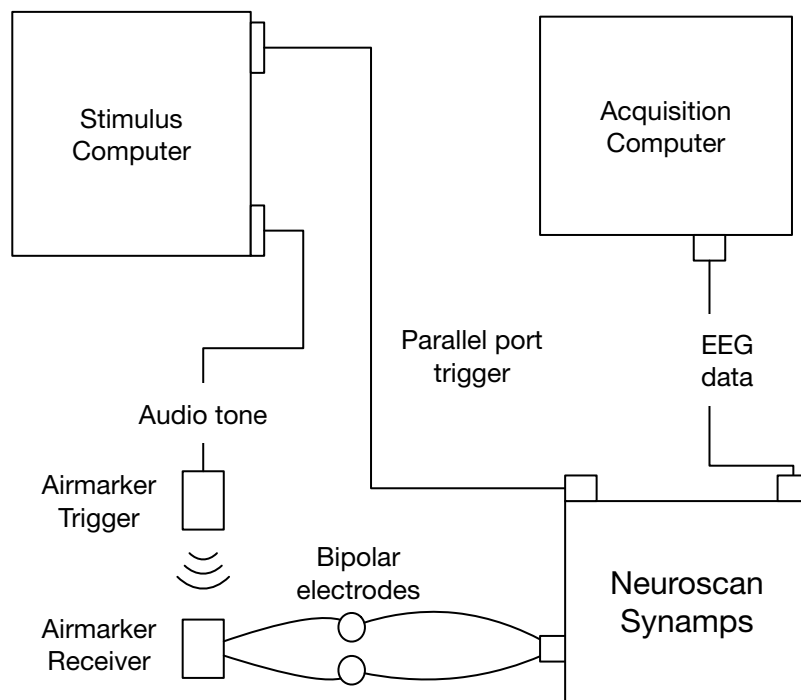 Stimulus
Computer
Acquisition
Computer
Parallel port
trigger
EEG
data
Audio tone
Airmarker
Trigger
Bipolar
electrodes
Airmarker
Receiver
Neuroscan
Synamps